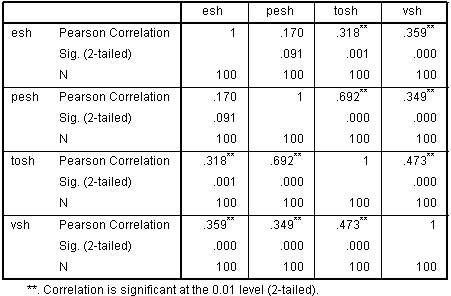 esh pesh tosh vsh
esh Pearson Correlation 1 .170 .318** .359**
Sig. (2-tailed) .091 .001 .000
N 100 100 100 100
pesh Pearson Correlation .170 1 .692** .349**
Sig. (2-tailed) .091 .000 .000
N 100 100 100 100
tosh Pearson Correlation .318** .692** 1 .473**
Sig. (2-tailed) .001 .000 .000
N 100 100 100 100
vsh Pearson Correlation .359** .349** .473** 1
Sig. (2-tailed) .000 .000 .000
N 100 100 100 100
**. Correlation is significant at the 0.01 level (2-tailed).